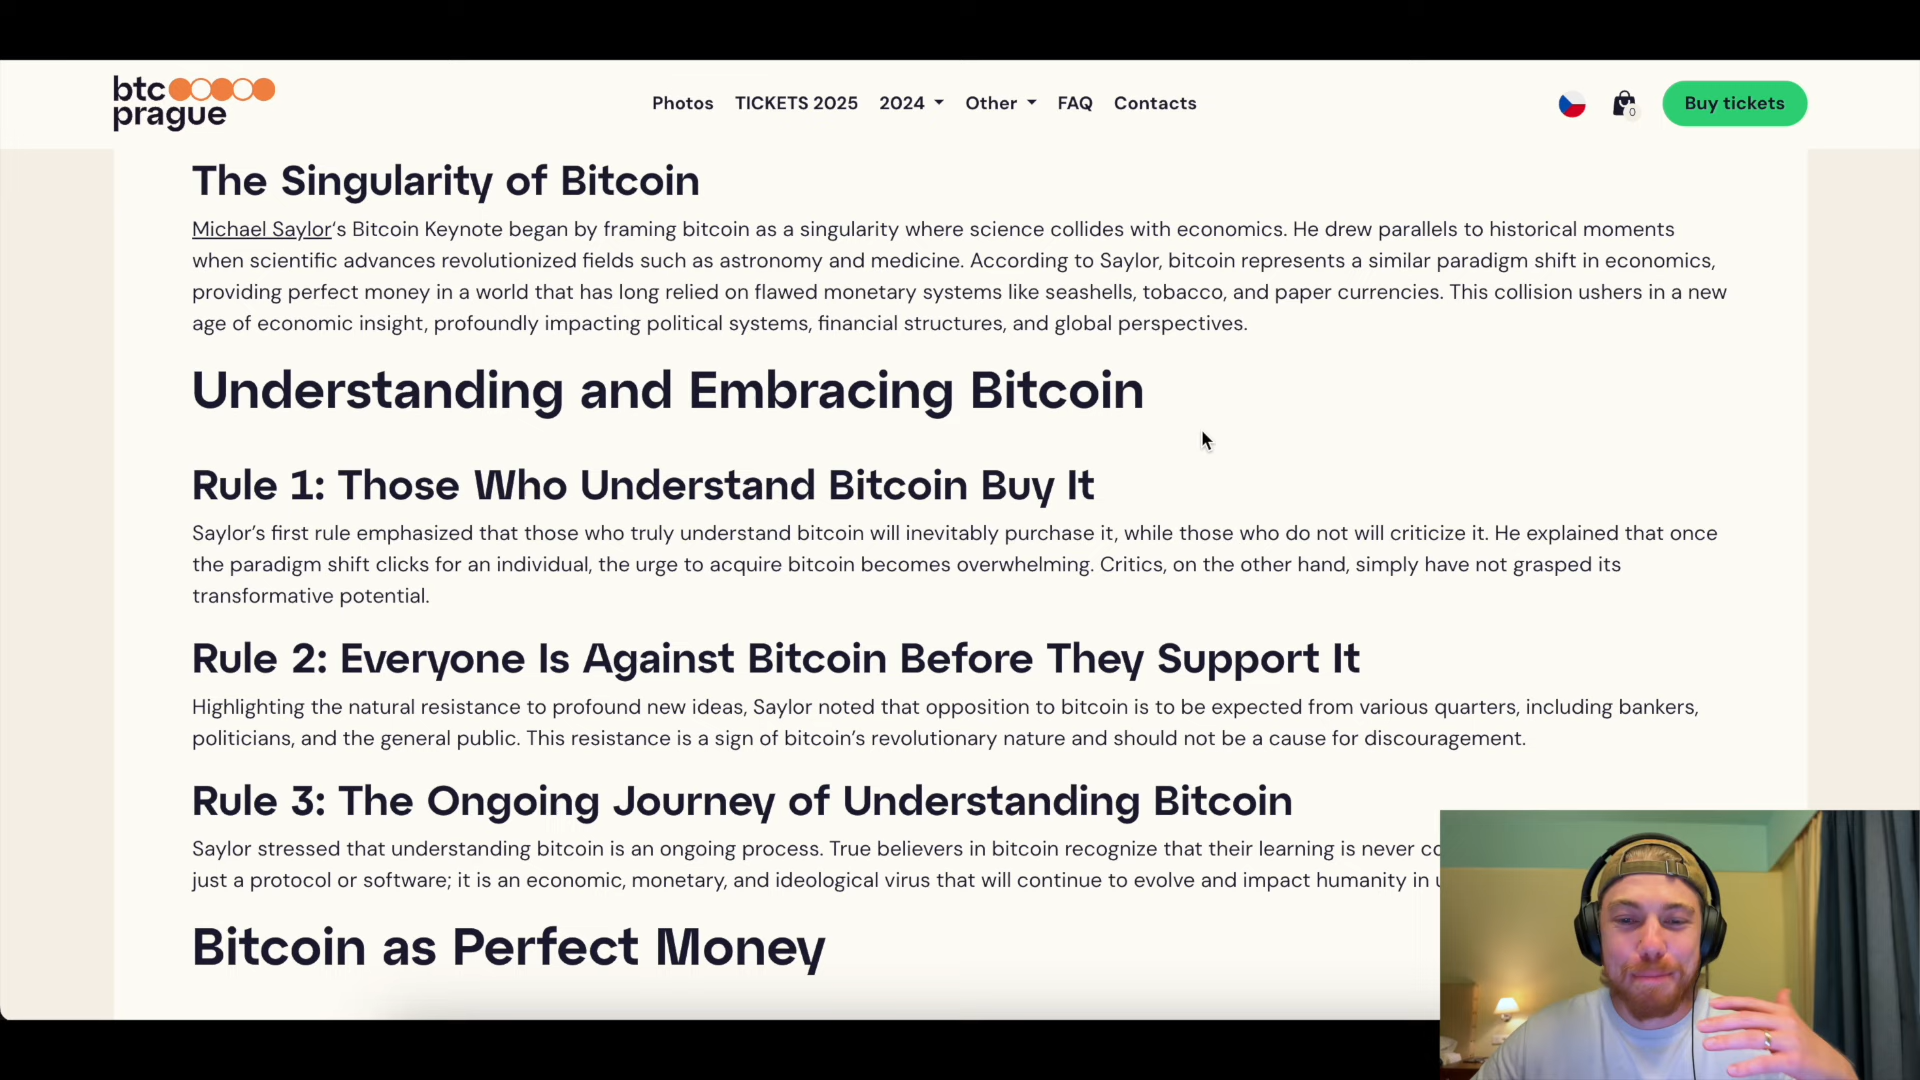 btc
prague
Photos TICKETS 2025 2024 Other FAQ Contacts
0
Buy tickets
The Singularity of Bitcoin
Michael Saylor‘s Bitcoin Keynote began by framing bitcoin as a singularity where science collides with economics. He drew parallels to historical moments
when scientific advances revolutionized fields such as astronomy and medicine. According to Saylor, bitcoin represents a similar paradigm shift in economics,
providing perfect money in a world that has long relied on flawed monetary systems like seashells, tobacco, and paper currencies. This collision ushers in a new
age of economic insight, profoundly impacting political systems, financial structures, and global perspectives.
Understanding and Embracing Bitcoin
Rule 1: Those Who Understand Bitcoin Buy It
Saylor’s first rule emphasized that those who truly understand bitcoin will inevitably purchase it, while those who do not will criticize it. He explained that once
the paradigm shift clicks for an individual, the urge to acquire bitcoin becomes overwhelming. Critics, on the other hand, simply have not grasped its
transformative potential.
Rule 2: Everyone Is Against Bitcoin Before They Support It
Highlighting the natural resistance to profound new ideas, Saylor noted that opposition to bitcoin is to be expected from various quarters, including bankers,
politicians, and the general public. This resistance is a sign of bitcoin’s revolutionary nature and should not be a cause for discouragement.
Rule 3: The Ongoing Journey of Understanding Bitcoin
Saylor stressed that understanding bitcoin is an ongoing process. True believers in bitcoin recognize that their learning is never
just a protocol or software; it is an economic, monetary, and ideological virus that will continue to evolve and impact humanity in
Bitcoin as Perfect Money